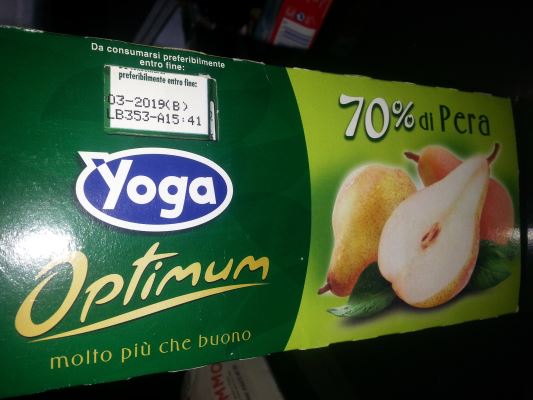 Da consumarsi preferibilmente
entro fine:
preferibilmente entro fine:
03-2019(B)
LB353-A15:41
70% di Pera
Yoga
Optimum
molto più che buono